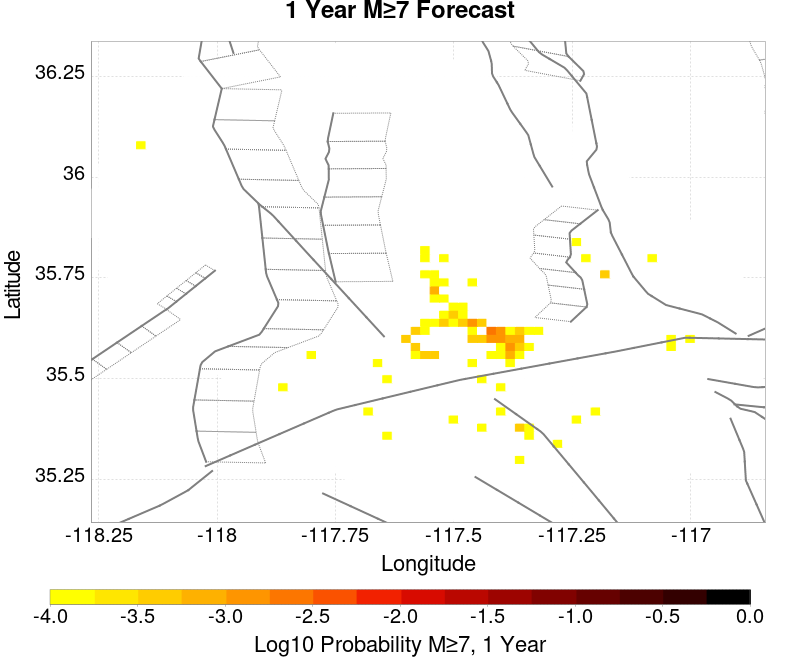 1 Year M≥7 Forecast
36.25
36
35.75
35.5
35.25
Latitude
-118.25 -118 -117.75 -117.5 -117.25 -117
Longitude
-4.0 -3.5 -3.0 -2.5 -2.0 -1.5 -1.0 -0.5 0.0
Log10 Probability M≥7, 1 Year